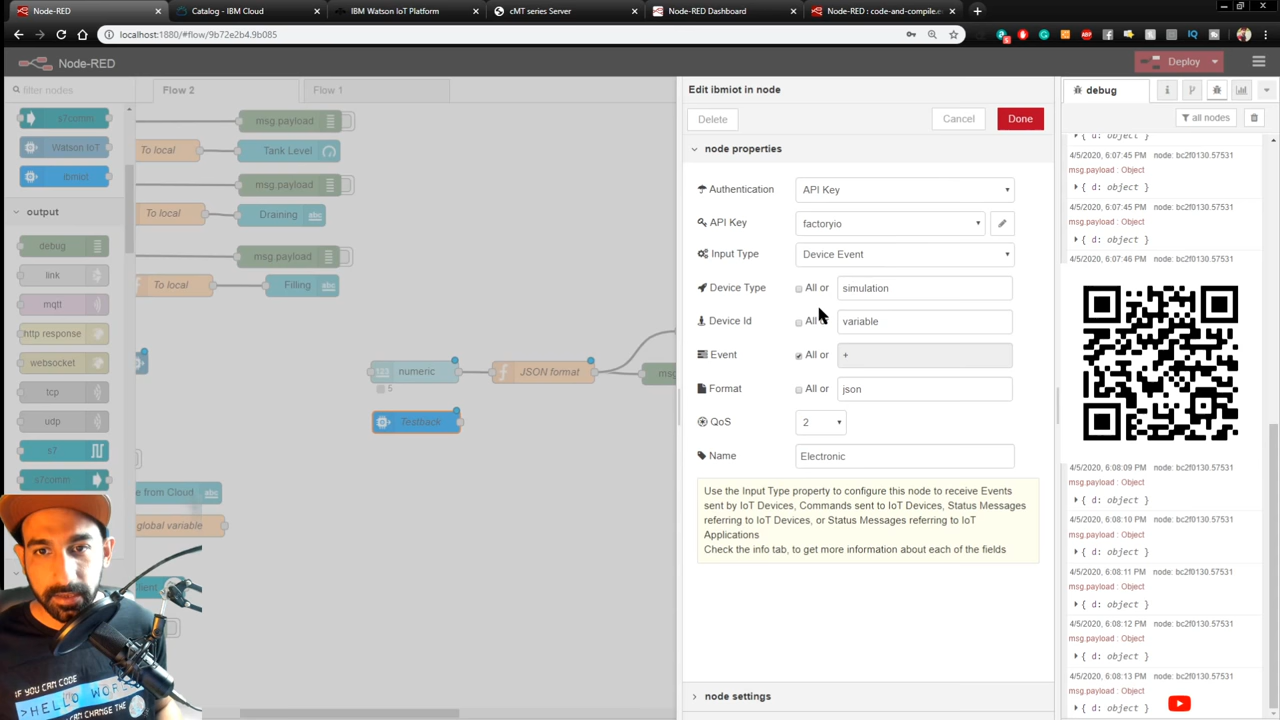 Node-RED
Catalog - IBM Cloud
IBM Watson IoT Platform
cMT series Server
Node-RED Dashboard
Node-RED : code-and-compile.e
localhost:1880/#flow/9b72e2b4.9b085
Node-RED
Deploy
filter nodes
Flow 2
Flow 1
Edit ibmiot in node
debug
Delete
Cancel
Done
all nodes
s7comm
Watson IoT
ibmiot
output
debug
link
mqtt
http response
websocket
tcp
udp
s7
s7comm
msg.payload
To local
Tank Level
msg.payload
To local
Draining
msg.payload
To local
Filling
numeric
5
JSON format
Testback
e from Cloud
global variable
node properties
Authentication
API Key
API Key
factoryio
Input Type
Device Event
Device Type
All or
simulation
Device Id
variable
Event
All or
+
Format
All or
json
QoS
2
Name
Electronic
Use the Input Type property to configure this node to receive Events
sent by IoT Devices, Commands sent to IoT Devices, Status Messages
referring to IoT Devices, or Status Messages referring to IoT
Applications
Check the info tab, to get more information about each of the fields
node settings
d: object
4/5/2020, 6:07:45 PM node: bc2f0130.57531
msg.payload : Object
{ d: object }
4/5/2020, 6:07:45 PM node: bc2f0130.57531
msg.payload : Object
{ d: object }
4/5/2020, 6:07:46 PM node: bc2f0130.57531
4/5/2020, 6:08:09 PM node: bc2f0130.57531
msg.payload : Object
{ d: object }
4/5/2020, 6:08:10 PM node: bc2f0130.57531
msg.payload : Object
{ d: object }
4/5/2020, 6:08:11 PM node: bc2f0130.57531
msg.payload : Object
{ d: object }
4/5/2020, 6:08:12 PM node: bc2f0130.57531
msg.payload : Object
{ d: object }
4/5/2020, 6:08:13 PM node: bc2f0130.57531
msg.payload : Object
{ d: object }
IF YOU CAN CODE
>HELLO WORL
CAN CHANGE THE